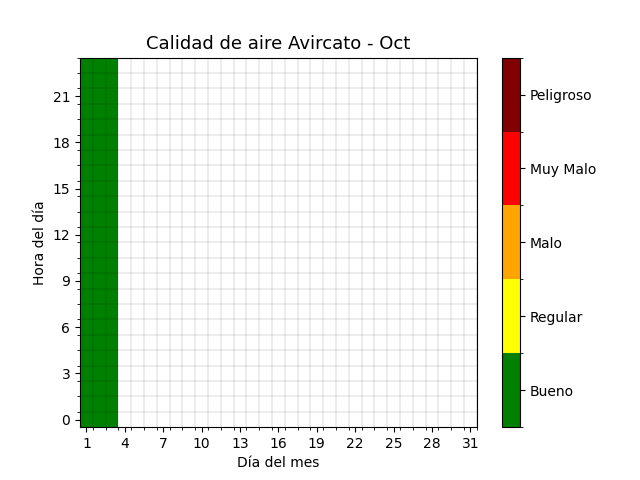 Calidad de aire Avircato - Oct
Hora del día
21
18
15
12
9
6
3
0
1 4 7 10 13 16 19 22 25 28 31
Día del mes
Peligroso
Muy Malo
Malo
Regular
Bueno